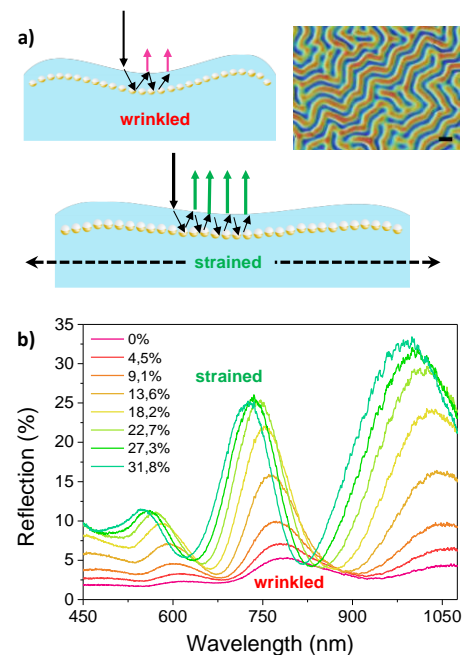 a)
wrinkled
strained
b)
Reflection (%)
35
30
25
20
15
10
5
0
0%
4,5%
9,1%
13,6%
18,2%
22,7%
27,3%
31,8%
strained
wrinkled
450
600
750
900
1050
Wavelength (nm)